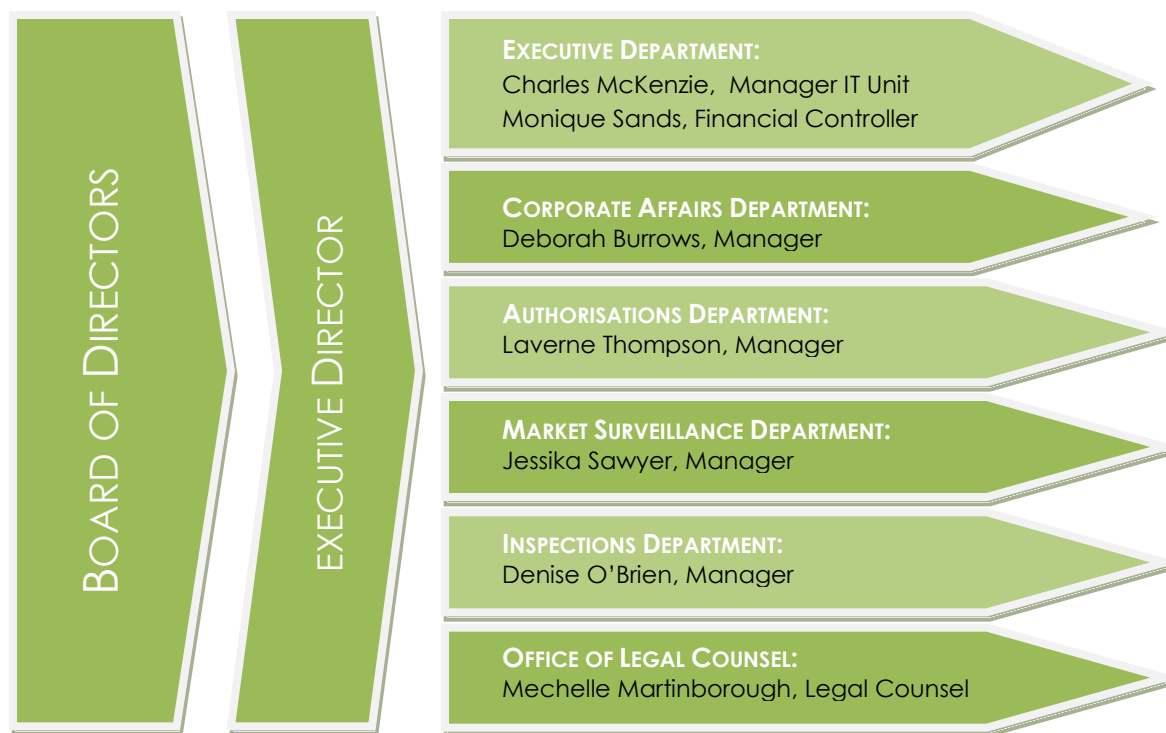 BOARD OF DIRECTORS
EXECUTIVE DIRECTOR
EXECUTIVE DEPARTMENT:
Charles McKenzie,  Manager IT Unit
Monique Sands, Financial Controller
CORPORATE AFFAIRS DEPARTMENT:
Deborah Burrows, Manager
AUTHORISATIONS DEPARTMENT:
Laverne Thompson, Manager
MARKET SURVEILLANCE DEPARTMENT:
Jessika Sawyer, Manager
INSPECTIONS DEPARTMENT:
Denise O’Brien, Manager
OFFICE OF LEGAL COUNSEL:
Mechelle Martinborough, Legal Counsel